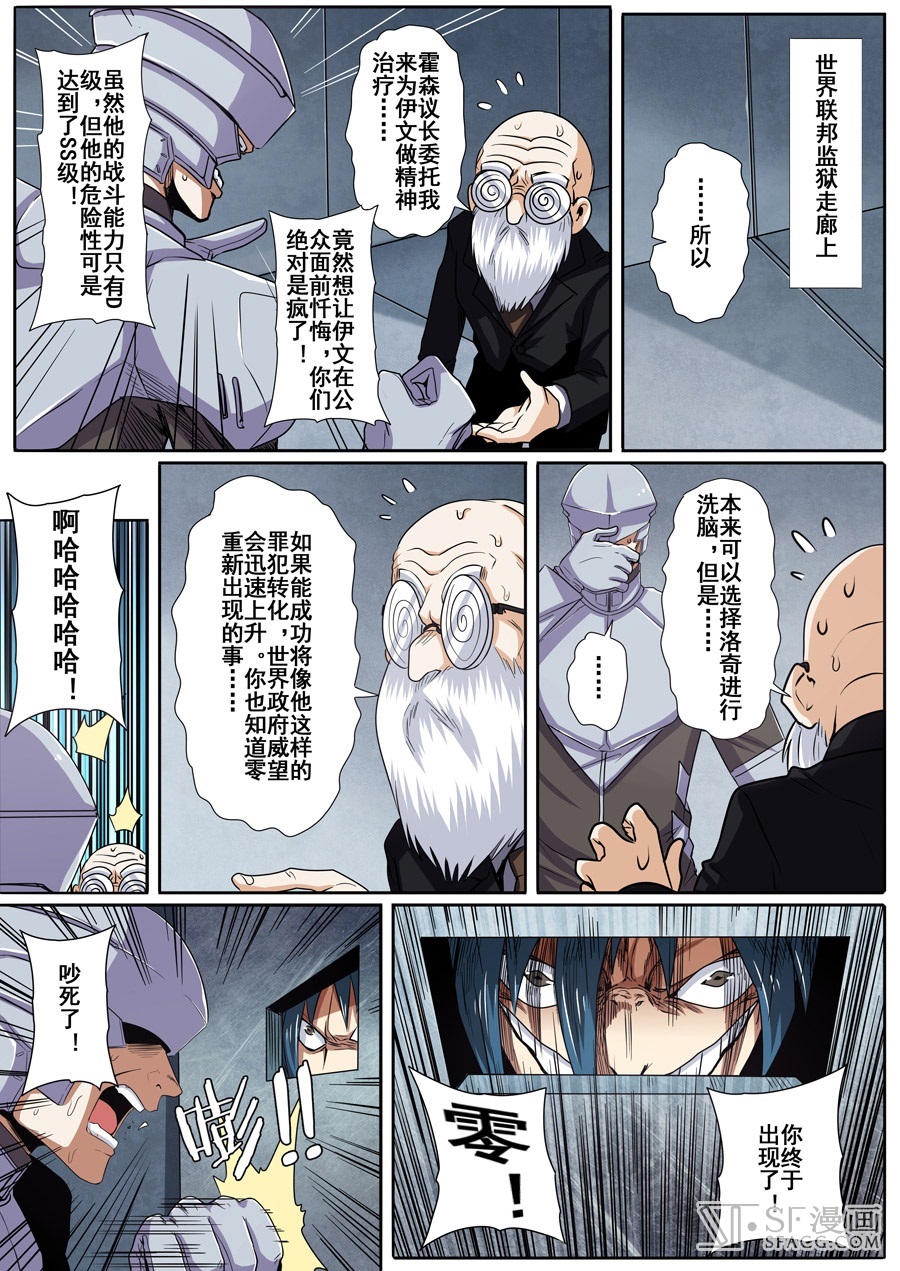 世界联邦监狱走廊上
……所以
霍森议长委托我
来为伊文做精神
治疗……
竟然想让伊文在公
众面前忏悔，你们
绝对是疯了！
虽然他的战斗能力只有D
级，但他的危险性可是
达到了SS级！
本来可以选择洛奇进行
洗脑，但是……
……
如果能成功将像他这样的
罪犯转化，世界政府威望
会迅速上升。你也知道零
重新出现的事……
啊哈哈哈哈哈！
你终于
出现了！
零！
吵死了！
嘭！！
SF漫画
SFACG.COM